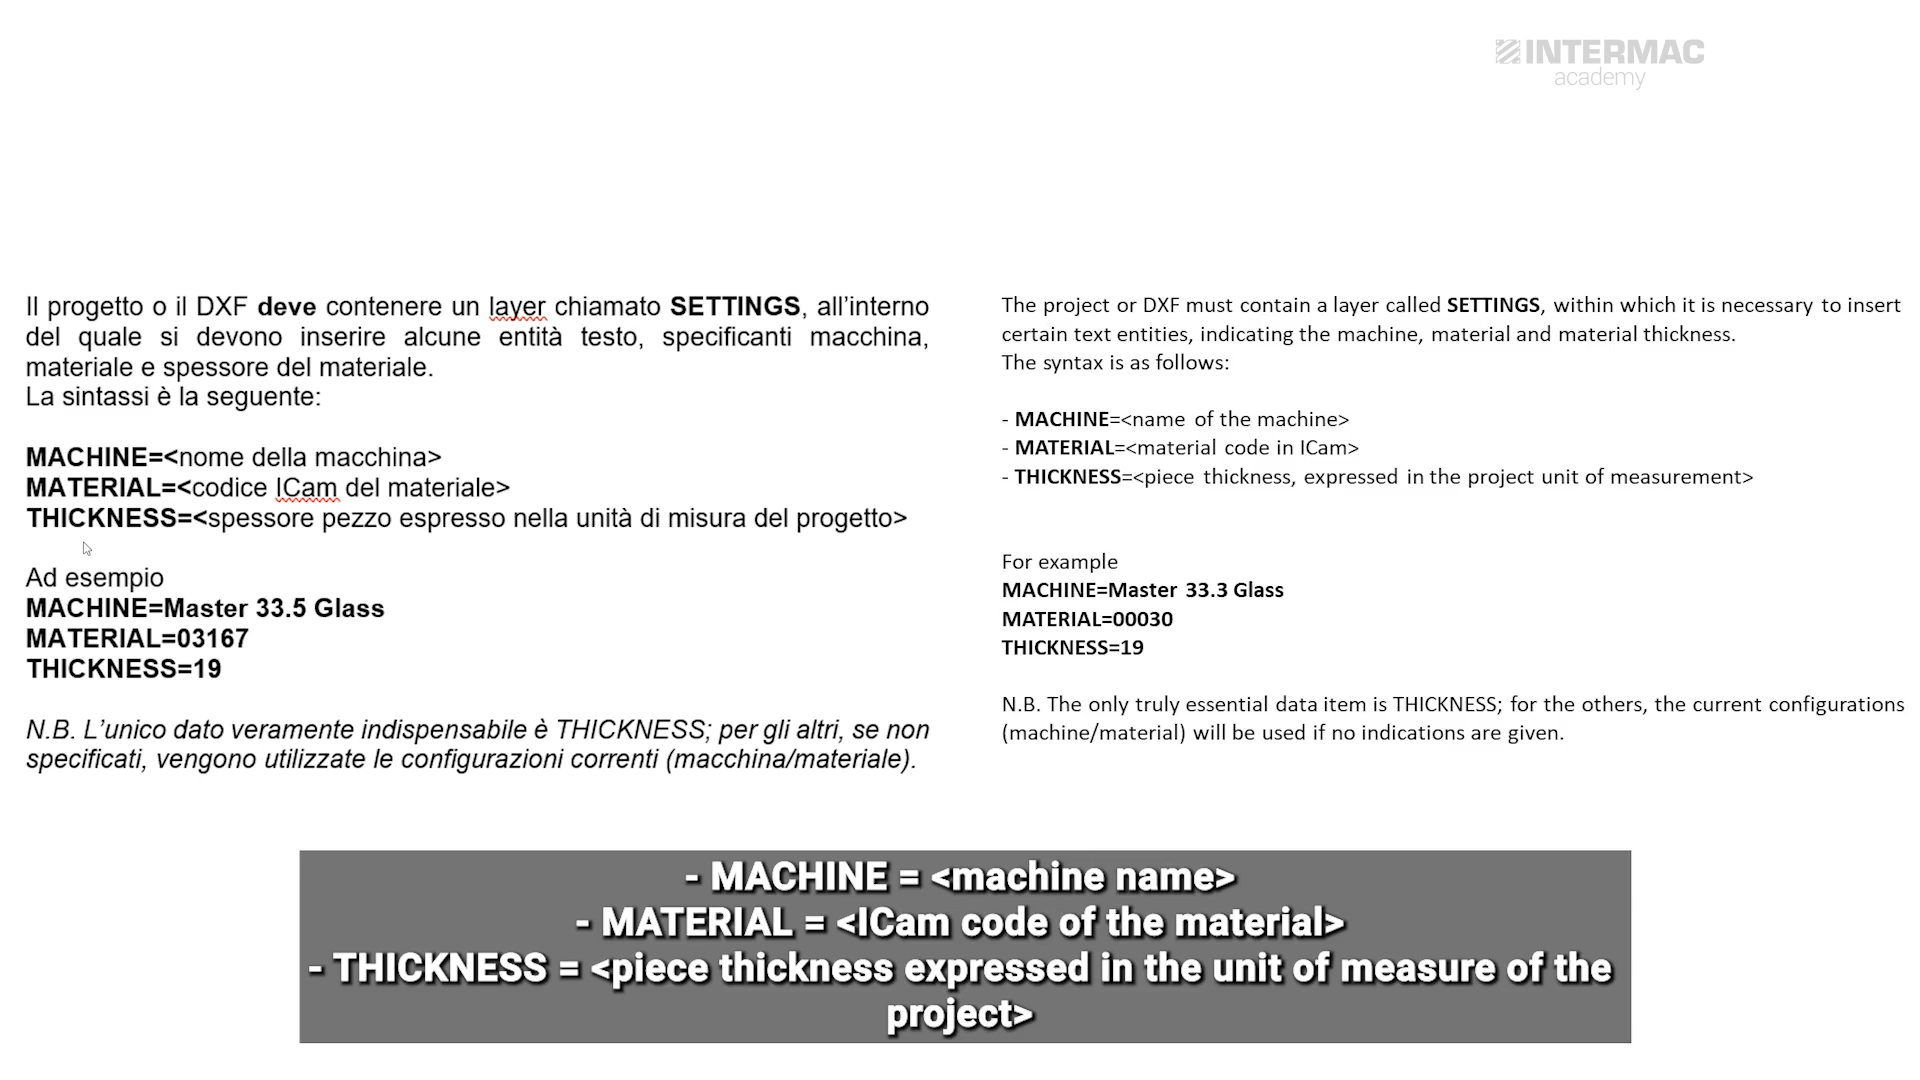 INTERMAC
academy
Il progetto o il DXF deve contenere un layer chiamato SETTINGS, all'interno
del quale si devono inserire alcune entità testo, specificanti macchina,
materiale e spessore del materiale.
La sintassi è la seguente:
MACHINE=<nome della macchina>
MATERIAL=<codice ICam del materiale>
THICKNESS=<spessore pezzo espresso nella unità di misura del progetto>
Ad esempio
MACHINE=Master 33.5 Glass
MATERIAL=03167
THICKNESS=19
N.B. L'unico dato veramente indispensabile è THICKNESS; per gli altri, se non
specificati, vengono utilizzate le configurazioni correnti (macchina/materiale).
The project or DXF must contain a layer called SETTINGS, within which it is necessary to insert
certain text entities, indicating the machine, material and material thickness.
The syntax is as follows:
- MACHINE=<name of the machine>
- MATERIAL=<material code in ICam>
- THICKNESS=<piece thickness, expressed in the project unit of measurement>
For example
MACHINE=Master 33.3 Glass
MATERIAL=00030
THICKNESS=19
N.B. The only truly essential data item is THICKNESS; for the others, the current configurations
(machine/material) will be used if no indications are given.
- MACHINE = <machine name>
- MATERIAL = <ICam code of the material>
- THICKNESS = <piece thickness expressed in the unit of measure of the
project>